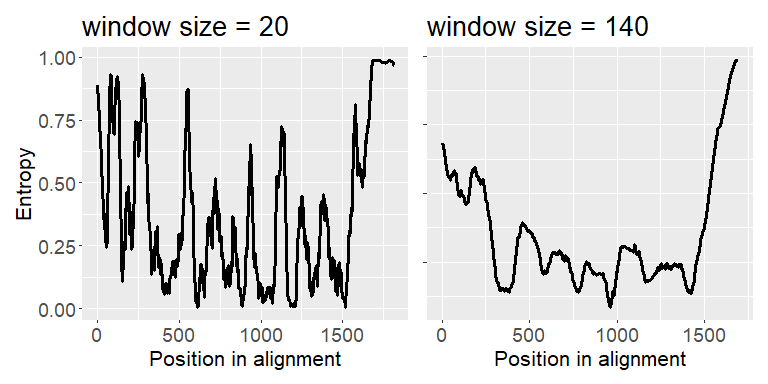 window size = 20
window size = 140
Entropy
1.00
0.75
0.50
0.25
0.00
0 500 1000 1500
0 500 1000 1500
Position in alignment
Position in alignment